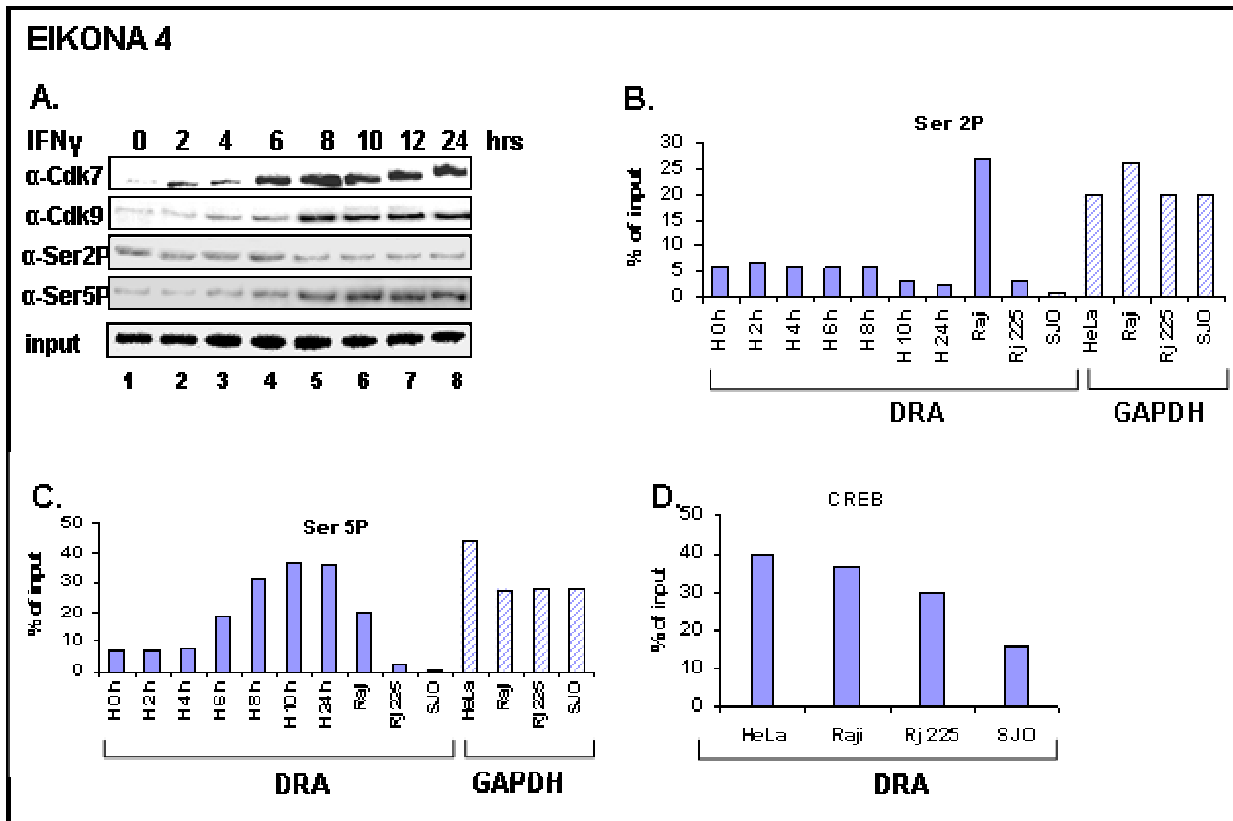 ΕΙΚΟΝΑ 4
A.
IFNγ 0 2 4 6 8 10 12 24 hrs
α-Cdk7
α-Cdk9
α-Ser2P
α-Ser5P
input
1 2 3 4 5 6 7 8
B.
Ser 2P
% of input
30
25
20
15
10
5
0
H 0h H 2h H 4h H 6h H 8h H 10h H 24h Raji Rj 225 SJO HeLa Raji Rj 225 SJO
DRA GAPDH
C.
Ser 5P
% of input
50
40
30
20
10
0
H 0h H 2h H 4h H 6h H 8h H 10h H 24h Raji Rj 225 SJO HeLa Raji Rj 225 SJO
DRA GAPDH
D.
CREB
% of input
50
40
30
20
10
0
HeLa Raji Rj 225 SJO
DRA